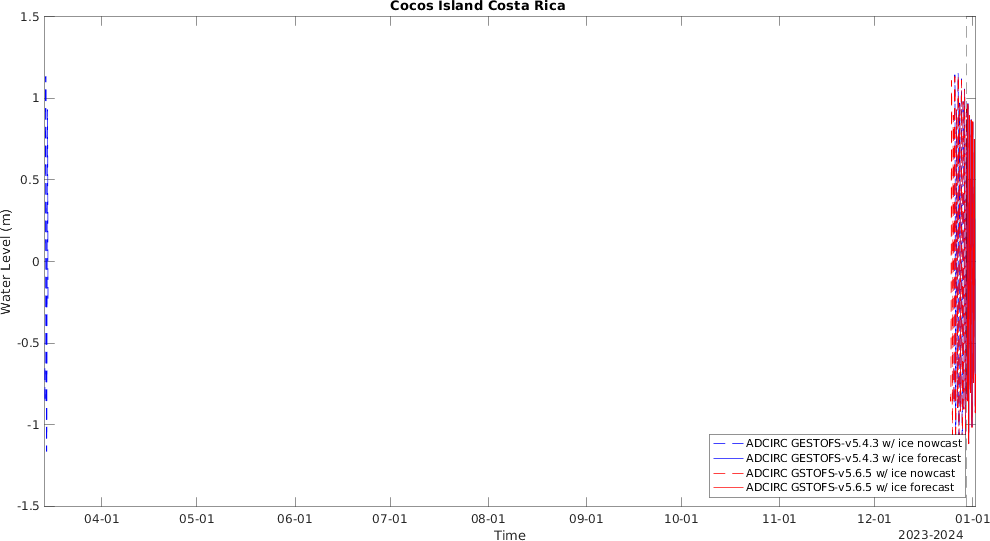 Cocos Island Costa Rica
1.5
1
0.5
0
-0.5
-1
-1.5
Water Level (m)
ADCIRC GESTOFS-v5.4.3 w/ ice nowcast
ADCIRC GESTOFS-v5.4.3 w/ ice forecast
ADCIRC GSTOFS-v5.6.5 w/ ice nowcast
ADCIRC GSTOFS-v5.6.5 w/ ice forecast
04-01 05-01 06-01 07-01 08-01 09-01 10-01 11-01 12-01 01-01
2023-2024
Time